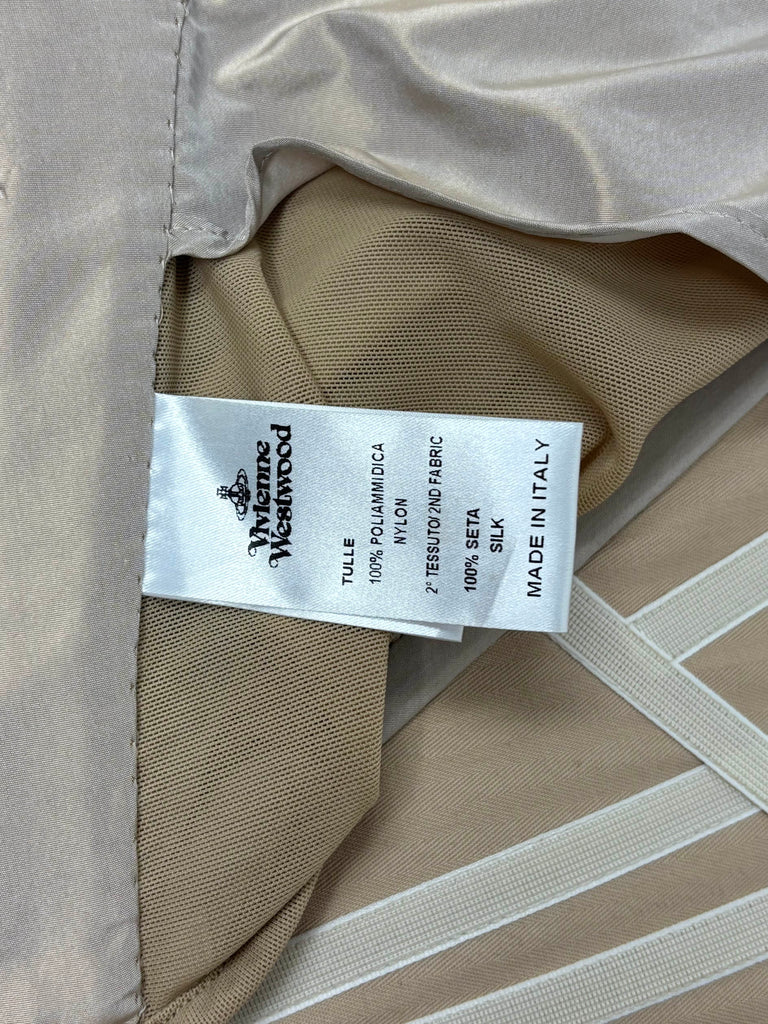 Vivienne
Westwood
TULLE
100% POLIAMMIDICA
NYLON
2° TESSUTO/2ND FABRIC
100% SETA
SILK
MADE IN ITALY